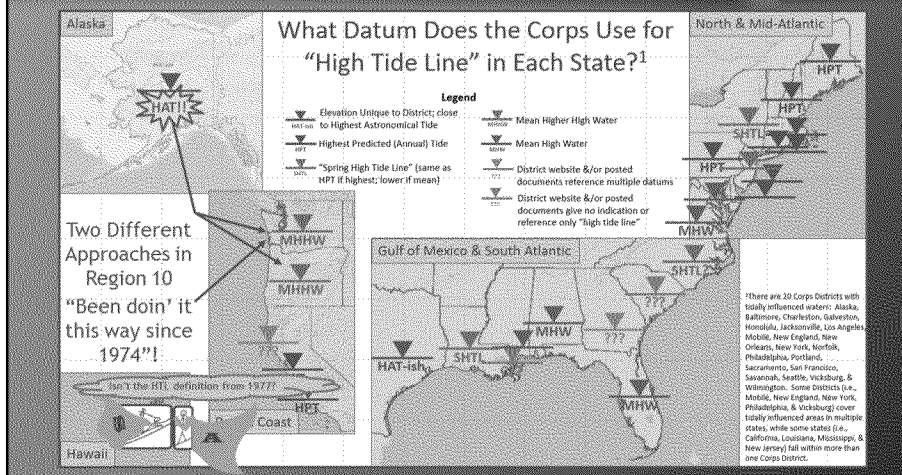 Alaska
What Datum Does the Corps Use for
"High Tide Line" in Each State?¹
North & Mid-Atlantic
HAT!!
Legend
HAT-ish
Elevation Unique to District; close
to Highest Astronomical Tide
HPT
Highest Predicted (Annual) Tide
SHTL
"Spring High Tide Line" (same as
HPT if highest; lower if mean)
MHHW
Mean Higher High Water
MHW
Mean High Water
???
District website &/or posted
documents reference multiple datums
???
District website &/or posted
documents give no indication or
reference only "high tide line"
HPT
HPT
SHTL
HPT
MHW
Two Different
Approaches in
Region 10
"Been doin' it
this way since
1974"!
MHHW
MHHW
???
HPT
Isn't the HTL definition from 1977?
Coast
Hawaii
Gulf of Mexico & South Atlantic
SHTL?
???
???
MHW
SHTL
HAT-ish
MHW
¹There are 20 Corps Districts with
tidally influenced waters: Alaska,
Baltimore, Charleston, Galveston,
Honolulu, Jacksonville, Los Angeles,
Mobile, New England, New
Orleans, New York, Norfolk,
Philadelphia, Portland,
Sacramento, San Francisco,
Savannah, Seattle, Vicksburg, &
Wilmington. Some Districts (i.e.,
Mobile, New England, New York,
Philadelphia, & Vicksburg) cover
tidally influenced areas in multiple
states, while some states (i.e.,
California, Louisiana, Mississippi, &
New Jersey) fall within more than
one Corps District.